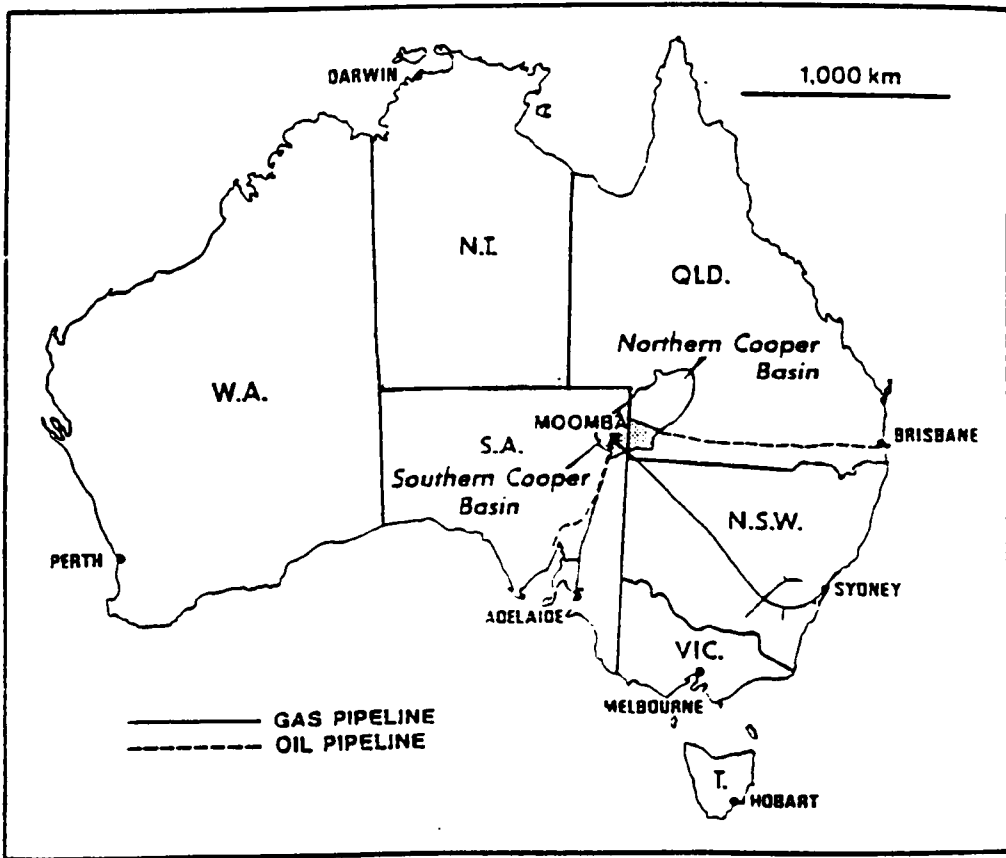 DARWIN
1,000 km
N.T.
QLD.
Northern Cooper
Basin
W.A.
MOOMBA
S.A.
BRISBANE
Southern Cooper
Basin
N.S.W.
PERTH
SYDNEY
ADELAIDE
VIC.
MELBOURNE
GAS PIPELINE
OIL PIPELINE
T.
HOBART